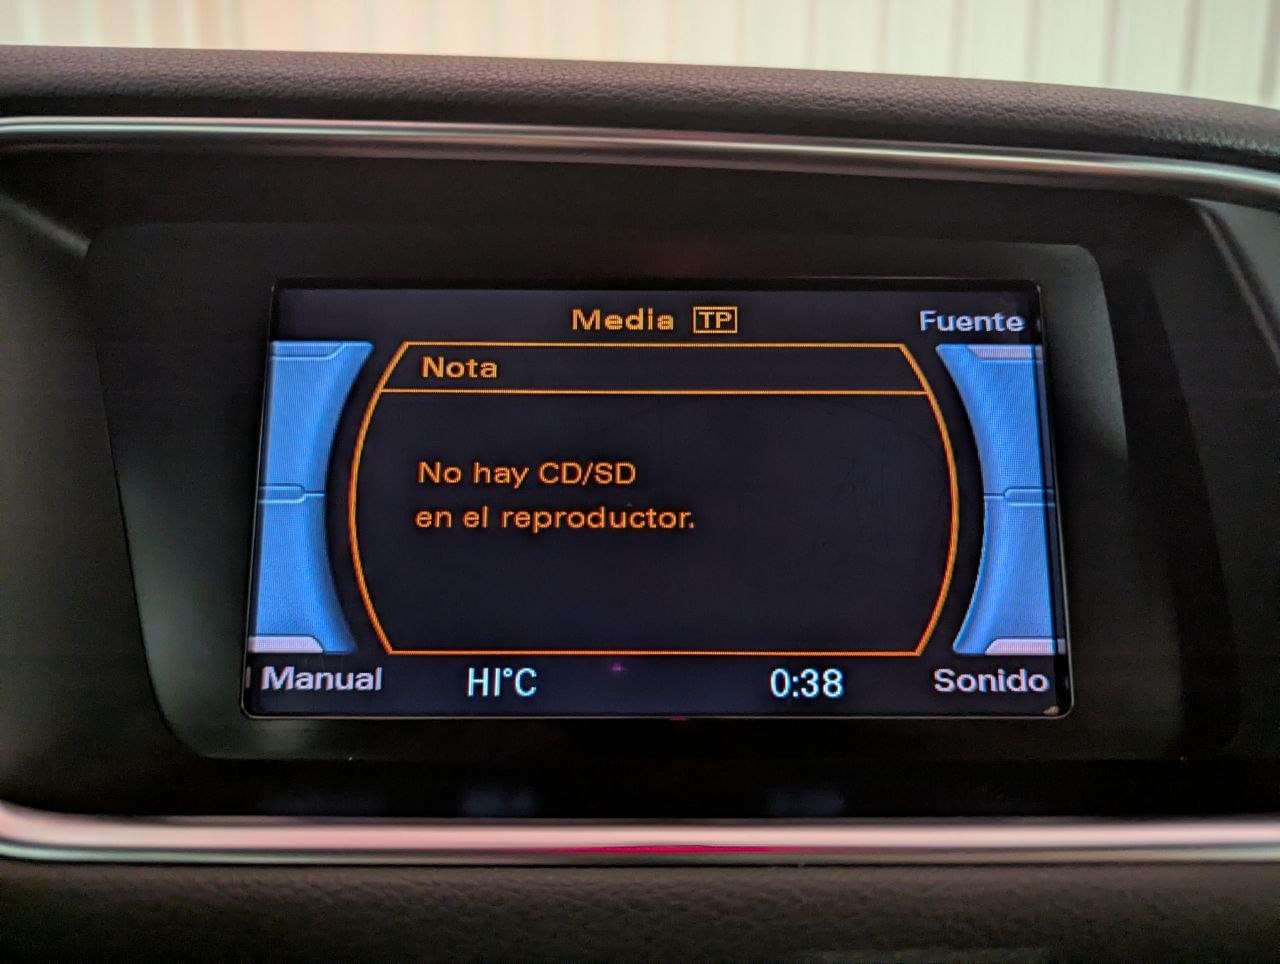 Media TP
Fuente
Nota
No hay CD/SD
en el reproductor.
Manual
HI°C
0:38
Sonido